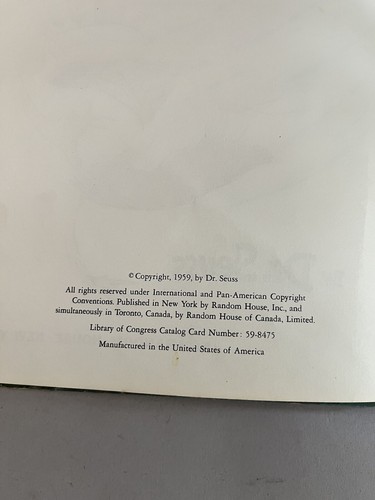 © Copyright, 1959, by Dr. Seuss
All rights reserved under International and Pan-American Copyright
Conventions. Published in New York by Random House, Inc., and
simultaneously in Toronto, Canada, by Random House of Canada, Limited.
Library of Congress Catalog Card Number: 59-8475
Manufactured in the United States of America